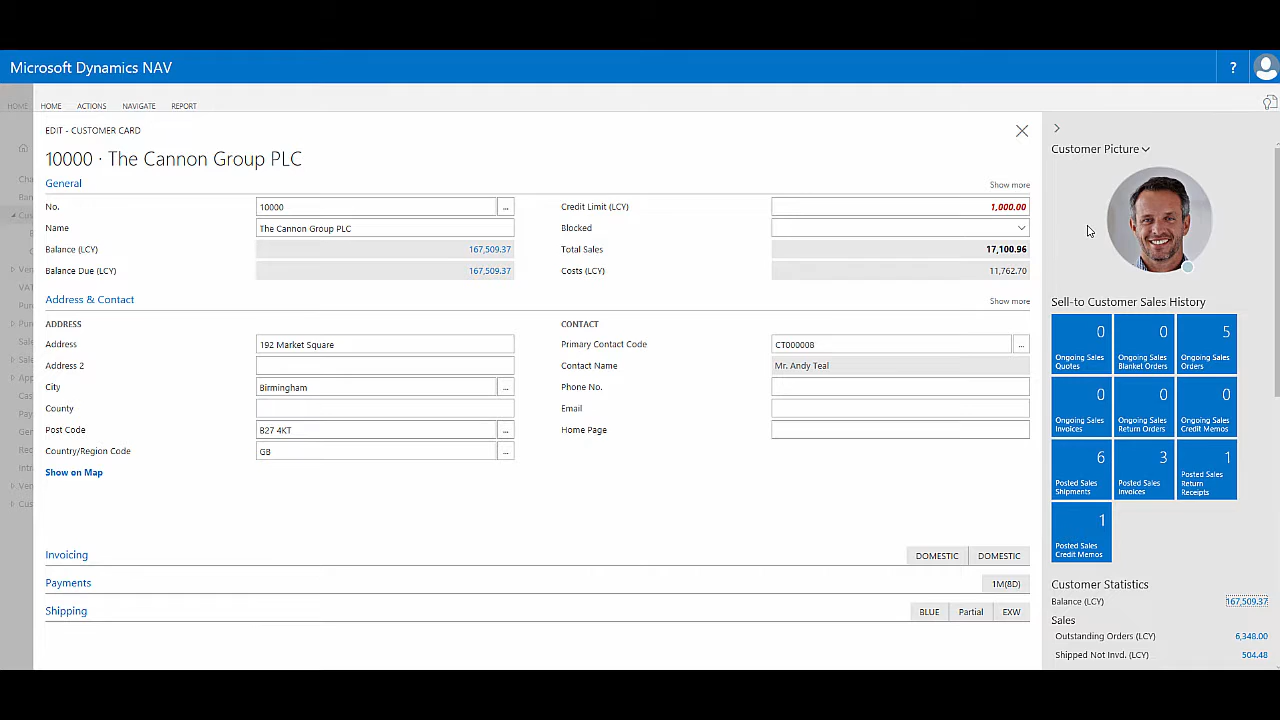 Microsoft Dynamics NAV
?
HOME
HOME
ACTIONS
NAVIGATE
REPORT
EDIT - CUSTOMER CARD
10000 · The Cannon Group PLC
General
Show more
No.
10000
...
Name
The Cannon Group PLC
Balance (LCY)
167,509.37
Balance Due (LCY)
167,509.37
Credit Limit (LCY)
1,000.00
Blocked
Total Sales
17,100.96
Costs (LCY)
11,762.70
Address & Contact
Show more
ADDRESS
Address
192 Market Square
Address 2
City
Birmingham
...
County
Post Code
B27 4KT
...
Country/Region Code
GB
...
Show on Map
CONTACT
Primary Contact Code
CT000008
...
Contact Name
Mr. Andy Teal
Phone No.
Email
Home Page
Invoicing
DOMESTIC
DOMESTIC
Payments
1M(8D)
Shipping
BLUE
Partial
EXW
Customer Picture
Sell-to Customer Sales History
0
Ongoing Sales
Quotes
0
Ongoing Sales
Blanket Orders
5
Ongoing Sales
Orders
0
Ongoing Sales
Invoices
0
Ongoing Sales
Return Orders
0
Ongoing Sales
Credit Memos
6
Posted Sales
Shipments
3
Posted Sales
Invoices
1
Posted Sales
Return
Receipts
1
Posted Sales
Credit Memos
Customer Statistics
Balance (LCY)
167,509.37
Sales
Outstanding Orders (LCY)
6,348.00
Shipped Not Invd. (LCY)
504.48